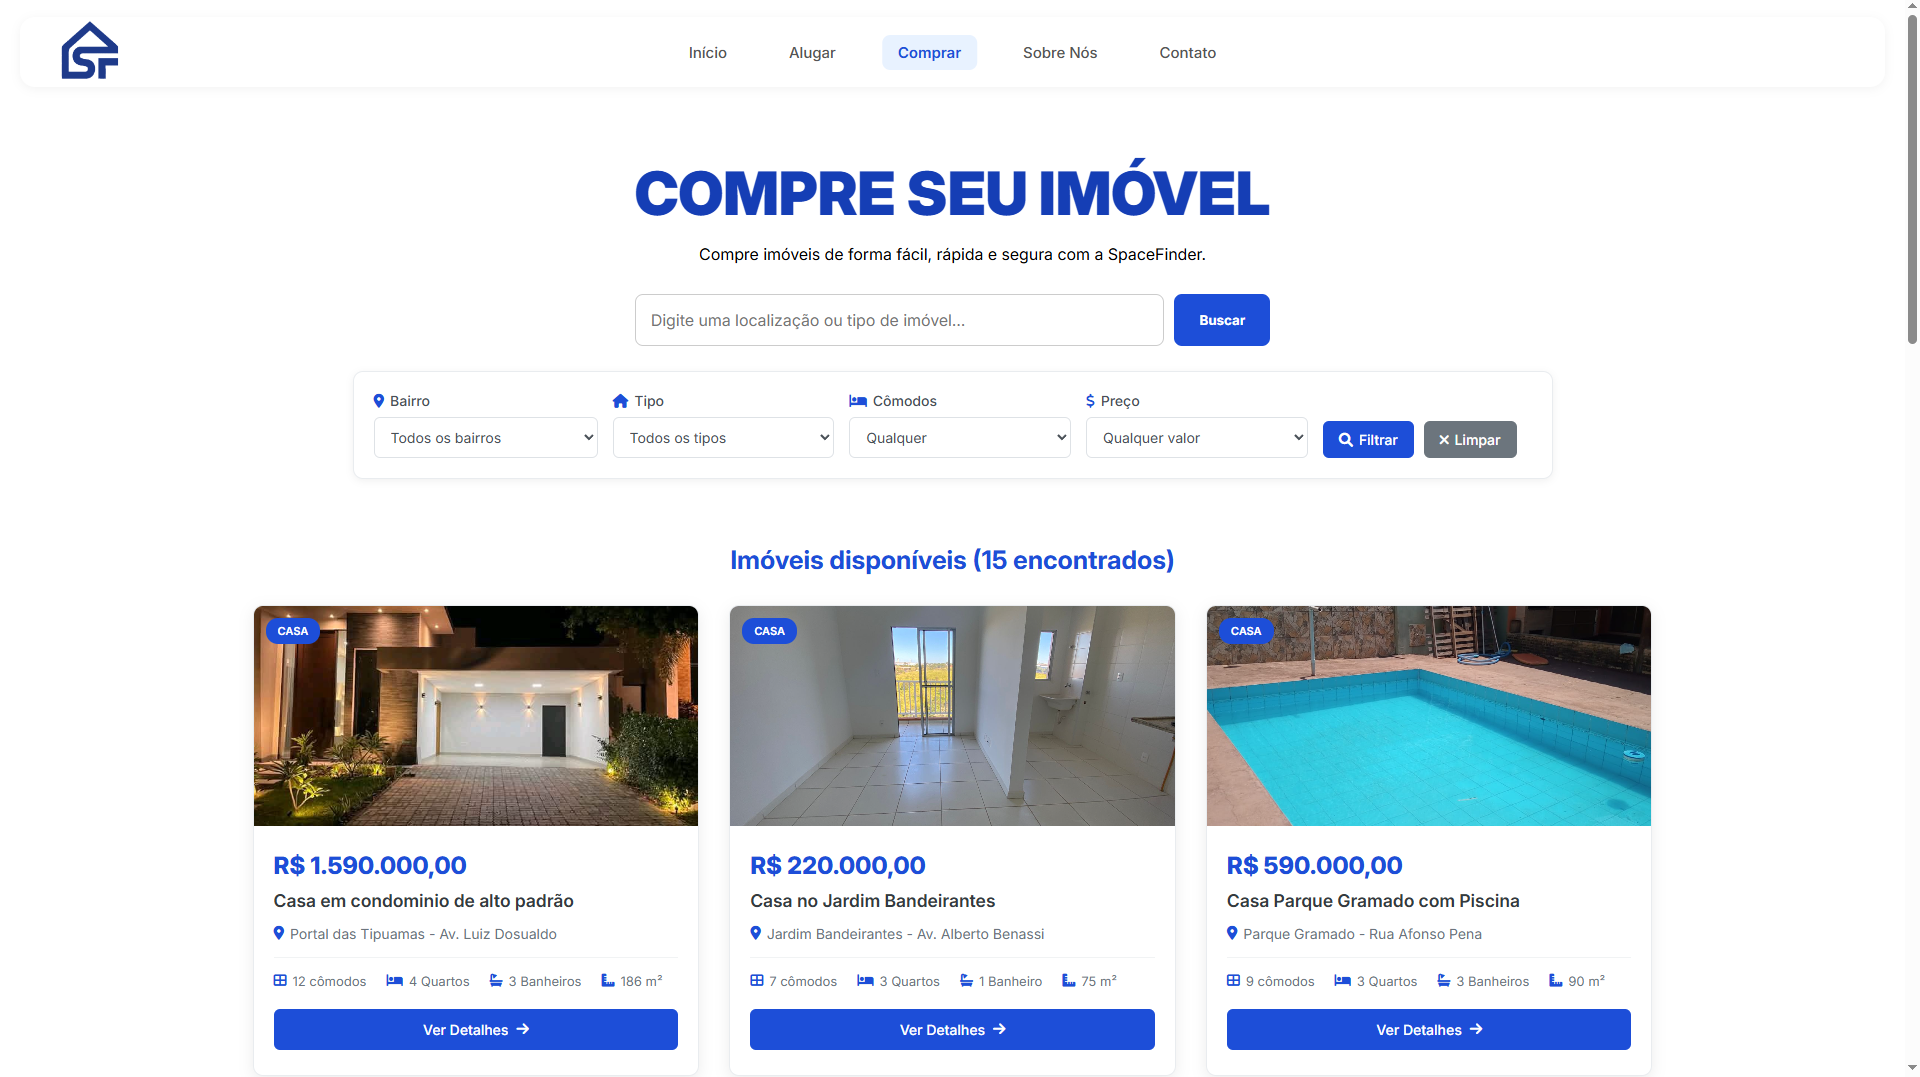 SF
Início
Alugar
Comprar
Sobre Nós
Contato
COMPRE SEU IMÓVEL
Compre imóveis de forma fácil, rápida e segura com a SpaceFinder.
Digite uma localização ou tipo de imóvel...
Buscar
Bairro
Tipo
Cômodos
Preço
Todos os bairros
Todos os tipos
Qualquer
Qualquer valor
Filtrar
Limpar
Imóveis disponíveis (15 encontrados)
CASA
R$ 1.590.000,00
Casa em condominio de alto padrão
Portal das Tipuamas - Av. Luiz Dosualdo
12 cômodos 4 Quartos 3 Banheiros 186 m²
Ver Detalhes
CASA
R$ 220.000,00
Casa no Jardim Bandeirantes
Jardim Bandeirantes - Av. Alberto Benassi
7 cômodos 3 Quartos 1 Banheiro 75 m²
Ver Detalhes
CASA
R$ 590.000,00
Casa Parque Gramado com Piscina
Parque Gramado - Rua Afonso Pena
9 cômodos 3 Quartos 3 Banheiros 90 m²
Ver Detalhes